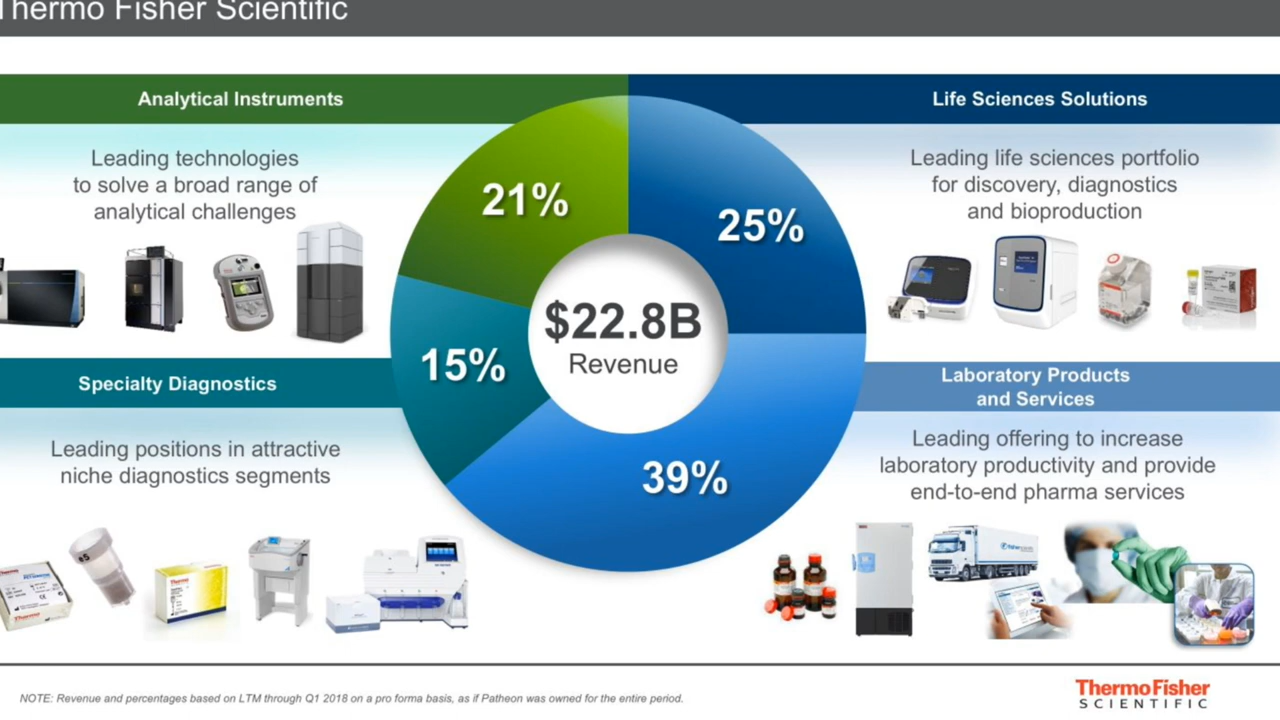 Thermo Fisher Scientific
Analytical Instruments
Leading technologies
to solve a broad range of
analytical challenges
Life Sciences Solutions
Leading life sciences portfolio
for discovery, diagnostics
and bioproduction
21%
25%
$22.8B
Revenue
15%
39%
Specialty Diagnostics
Leading positions in attractive
niche diagnostics segments
Laboratory Products
and Services
Leading offering to increase
laboratory productivity and provide
end-to-end pharma services
Thermo
NOTE: Revenue and percentages based on LTM through Q1 2018 on a pro forma basis, as if Patheon was owned for the entire period.
ThermoFisher
SCIENTIFIC